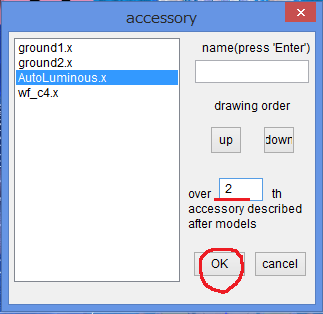 accessory
ground1.x
ground2.x
AutoLuminous.x
wf_c4.x
name(press 'Enter')
drawing order
up
down
over 2 th
accessory described
after models
OK
cancel